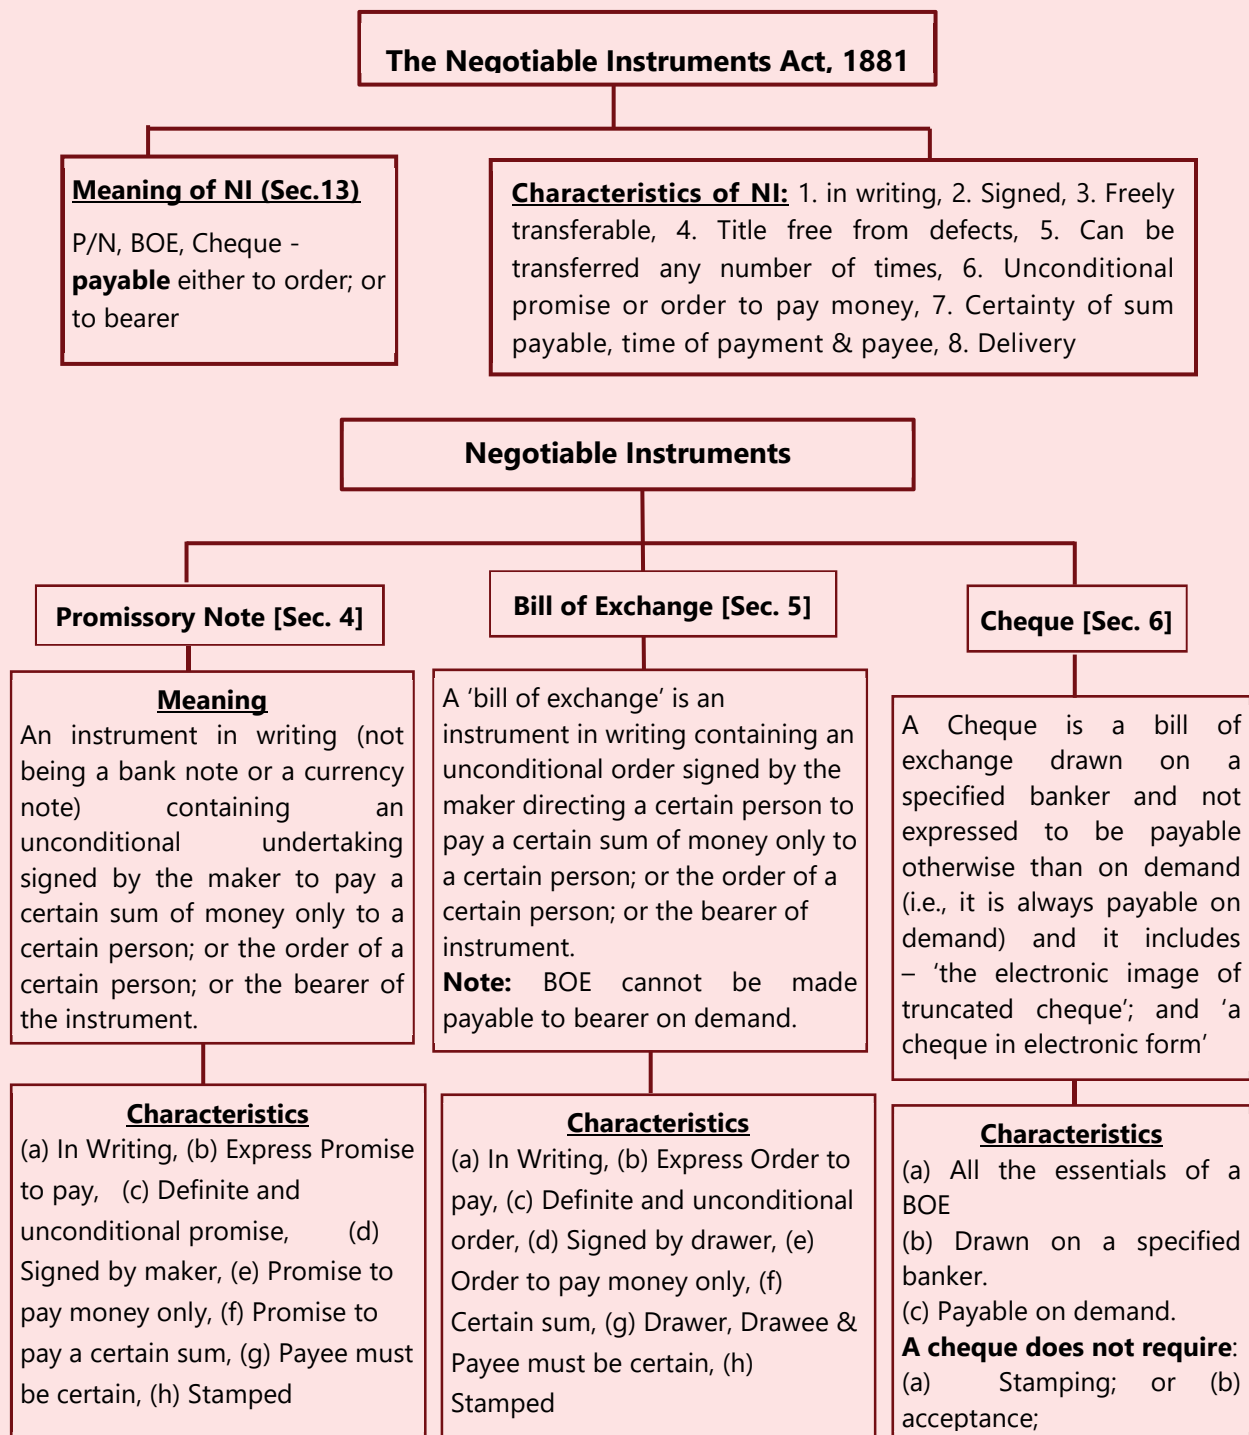 The Negotiable Instruments Act, 1881
Meaning of NI (Sec.13)
P/N, BOE, Cheque -
payable either to order; or
to bearer
Characteristics of NI: 1. in writing, 2. Signed, 3. Freely
transferable, 4. Title free from defects, 5. Can be
transferred any number of times, 6. Unconditional
promise or order to pay money, 7. Certainty of sum
payable, time of payment & payee, 8. Delivery
Negotiable Instruments
Promissory Note [Sec. 4]
Meaning
An instrument in writing (not
being a bank note or a currency
note) containing an
unconditional undertaking
signed by the maker to pay a
certain sum of money only to a
certain person; or the order of a
certain person; or the bearer of
the instrument.
Characteristics
(a) In Writing, (b) Express Promise
to pay, (c) Definite and
unconditional promise, (d)
Signed by maker, (e) Promise to
pay money only, (f) Promise to
pay a certain sum, (g) Payee must
be certain, (h) Stamped
Bill of Exchange [Sec. 5]
A ‘bill of exchange’ is an
instrument in writing containing an
unconditional order signed by the
maker directing a certain person to
pay a certain sum of money only to
a certain person; or the order of a
certain person; or the bearer of
instrument.
Note: BOE cannot be made
payable to bearer on demand.
Characteristics
(a) In Writing, (b) Express Order to
pay, (c) Definite and unconditional
order, (d) Signed by drawer, (e)
Order to pay money only, (f)
Certain sum, (g) Drawer, Drawee &
Payee must be certain, (h)
Stamped
Cheque [Sec. 6]
A Cheque is a bill of
exchange drawn on a
specified banker and not
expressed to be payable
otherwise than on demand
(i.e., it is always payable on
demand) and it includes
– ‘the electronic image of
truncated cheque’; and ‘a
cheque in electronic form’
Characteristics
(a) All the essentials of a
BOE
(b) Drawn on a specified
banker.
(c) Payable on demand.
A cheque does not require:
(a) Stamping; or (b)
acceptance;